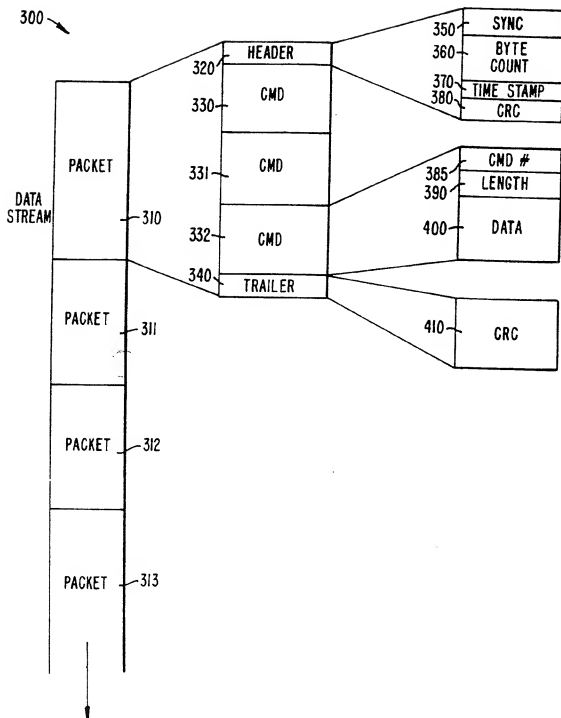 300
DATA
STREAM
PACKET
310
PACKET
311
PACKET
312
PACKET
313
320
HEADER
330
CMD
331
CMD
332
CMD
340
TRAILER
350
SYNC
360
BYTE
COUNT
370
TIME STAMP
380
CRC
385
CMD #
390
LENGTH
400
DATA
410
CRC